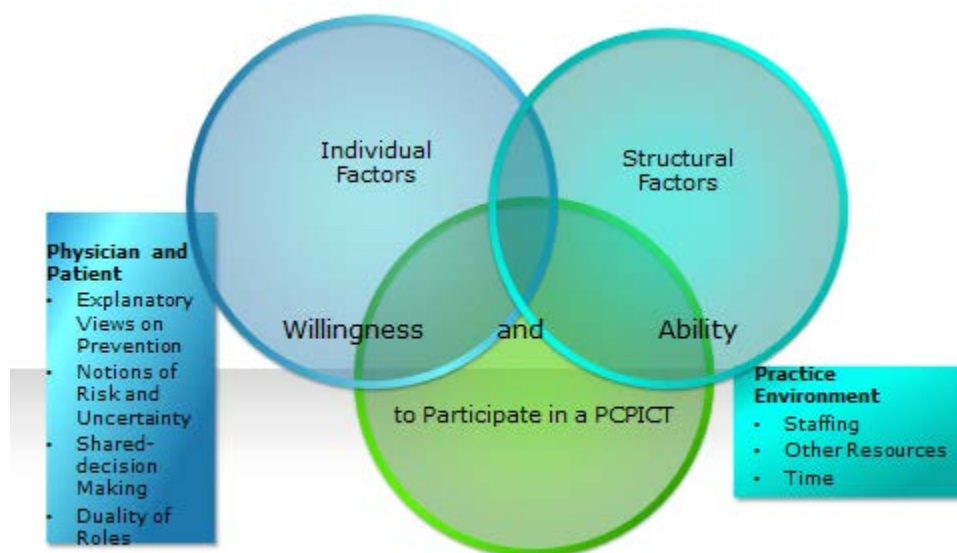 Individual
Factors
Structural
Factors
Physician and
Patient
• Explanatory
Views on
Prevention
• Notions of
Risk and
Uncertainty
• Shared-
decision
Making
• Duality of
Roles
Willingness and Ability
to Participate in a PCPICT
Practice
Environment
• Staffing
• Other Resources
• Time